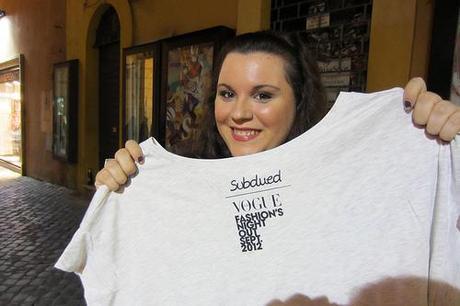 Subdued
VOGUE
FASHION'S
NIGHT
OUT
SEPT.
2012